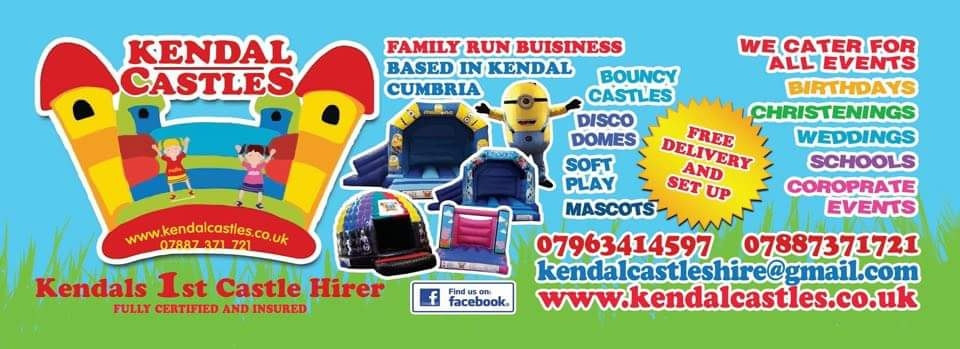 KENDAL
CASTLES
www.kendalcastles.co.uk
07887 371 721
Kendals 1st Castle Hirer
FULLY CERTIFIED AND INSURED
FAMILY RUN BUISINESS
BASED IN KENDAL
CUMBRIA
BOUNCY
CASTLES
DISCO
DOMES
SOFT
PLAY
MASCOTS
Find us on:
facebook
FREE
DELIVERY
AND
SET UP
WE CATER FOR
ALL EVENTS
BIRTHDAYS
CHRISTENINGS
WEDDINGS
SCHOOLS
COROPRATE
EVENTS
07963414597 07887371721
kendalcastleshire@gmail.com
www.kendalcastles.co.uk